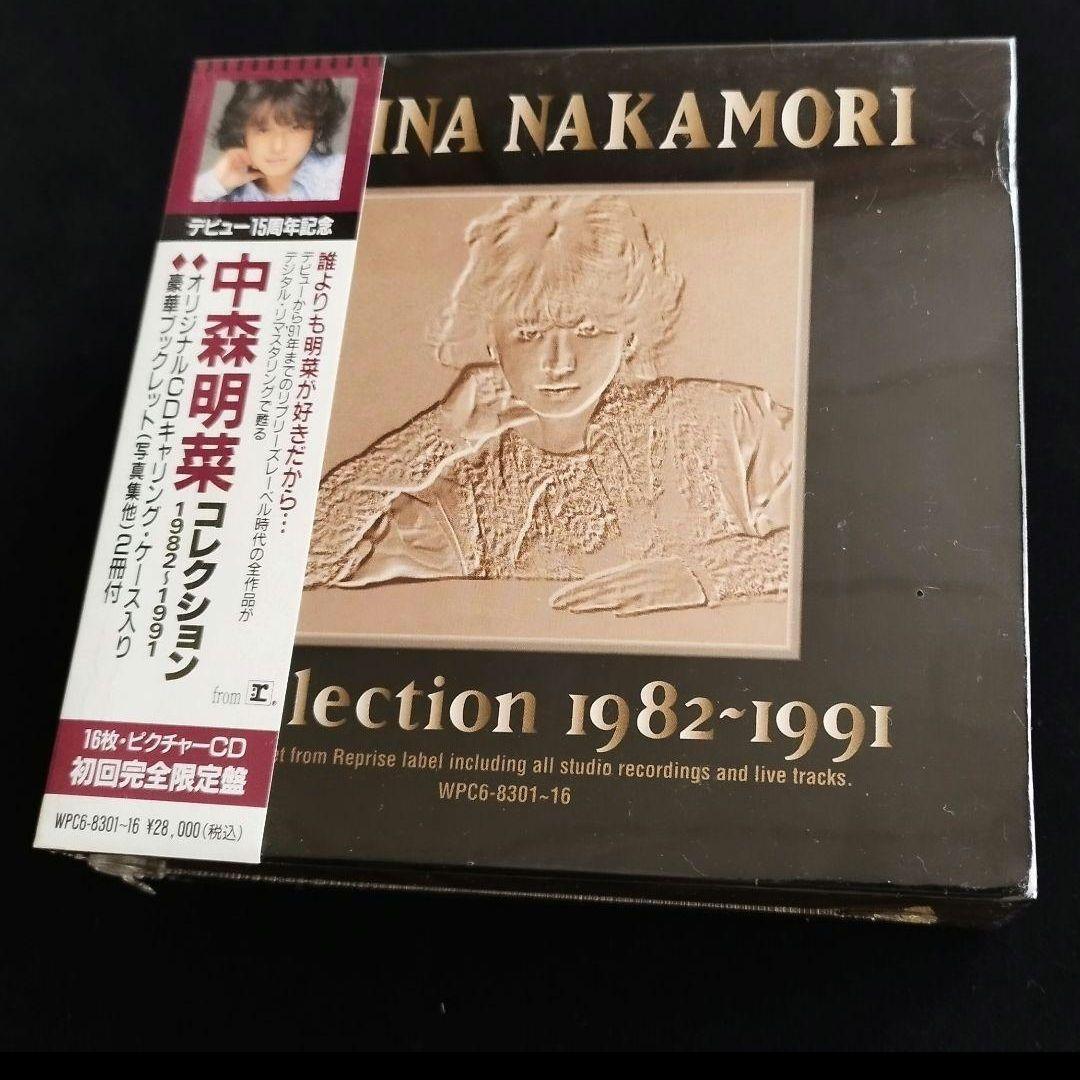 INA NAKAMORI
デビュー15周年記念
誰よりも明菜が好きだから…
デビューから'91年までのリプリーズレーベル時代の全作品が
デジタル・リマスタリングで甦る
中森明菜コレクション
1982~1991
オリジナルCDキャリング・ケース入り
豪華ブックレット(写真集他)2冊付
from
16枚・ピクチャーCD
初回完全限定盤
WPC6-8301~16 ¥28,000(税込)
lection 1982~1991
et from Reprise label including all studio recordings and live tracks.
WPC6-8301~16